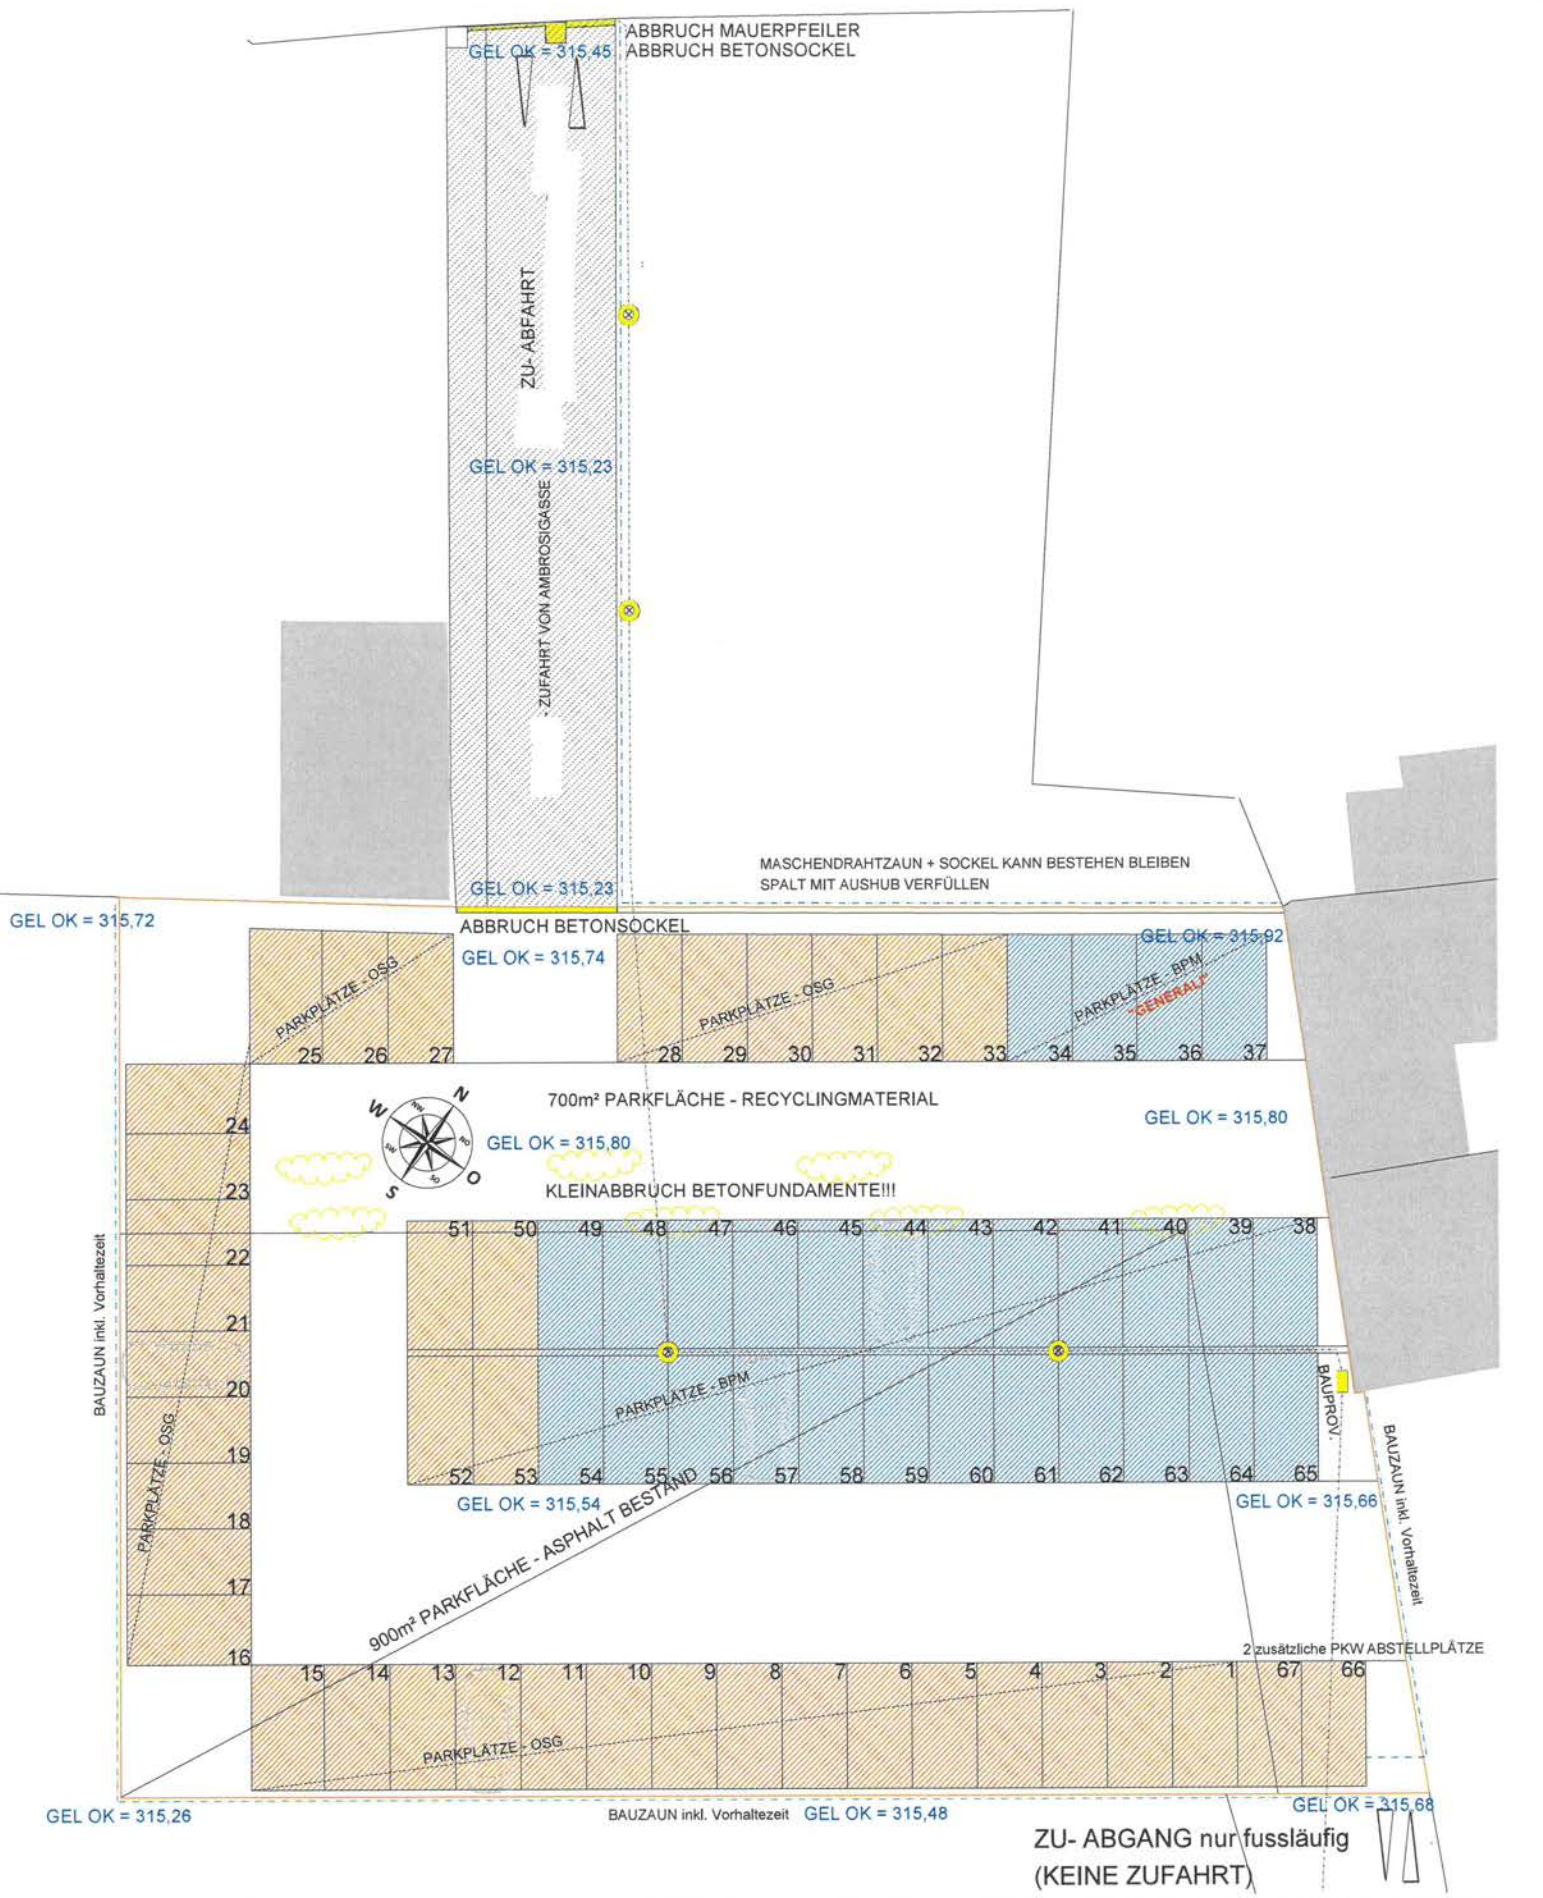 ABBRUCH MAUERPFEILER
GEL OK = 315,45
ABBRUCH BETONSOCKEL
ZU- ABFAHRT
GEL OK = 315,23
- ZUFAHRT VON AMBROSIGASSE
MASCHENDRAHTZAUN + SOCKEL KANN BESTEHEN BLEIBEN
SPALT MIT AUSHUB VERFÜLLEN
GEL OK = 315,23
GEL OK = 315,72
ABBRUCH BETONSOCKEL
GEL OK = 315,74
GEL OK = 315,92
PARKPLÄTZE - OSG
PARKPLÄTZE - OSG
PARKPLÄTZE - BPM
"GENERALI"
25 26 27 28 29 30 31 32 33 34 35 36 37
700m² PARKFLÄCHE - RECYCLINGMATERIAL
GEL OK = 315,80
GEL OK = 315,80
N
NW
W
NO
SW
O
SO
S
KLEINABBRUCH BETONFUNDAMENTE!!!
24
23
22
21
20
19
18
17
16
PARKPLÄTZE - OSG
BAUZAUN inkl. Vorhaltezeit
51 50 49 48 47 46 45 44 43 42 41 40 39 38
PARKPLÄTZE - BPM
BAUPROV.
52 53 54 55 56 57 58 59 60 61 62 63 64 65
GEL OK = 315,54
GEL OK = 315,66
BAUZAUN inkl. Vorhaltezeit
900m² PARKFLÄCHE - ASPHALT BESTAND
2 zusätzliche PKW ABSTELLPLÄTZE
15 14 13 12 11 10 9 8 7 6 5 4 3 2 1 67 66
PARKPLÄTZE - OSG
GEL OK = 315,26
BAUZAUN inkl. Vorhaltezeit
GEL OK = 315,48
GEL OK = 315,68
ZU- ABGANG nur fussläufig
(KEINE ZUFAHRT)